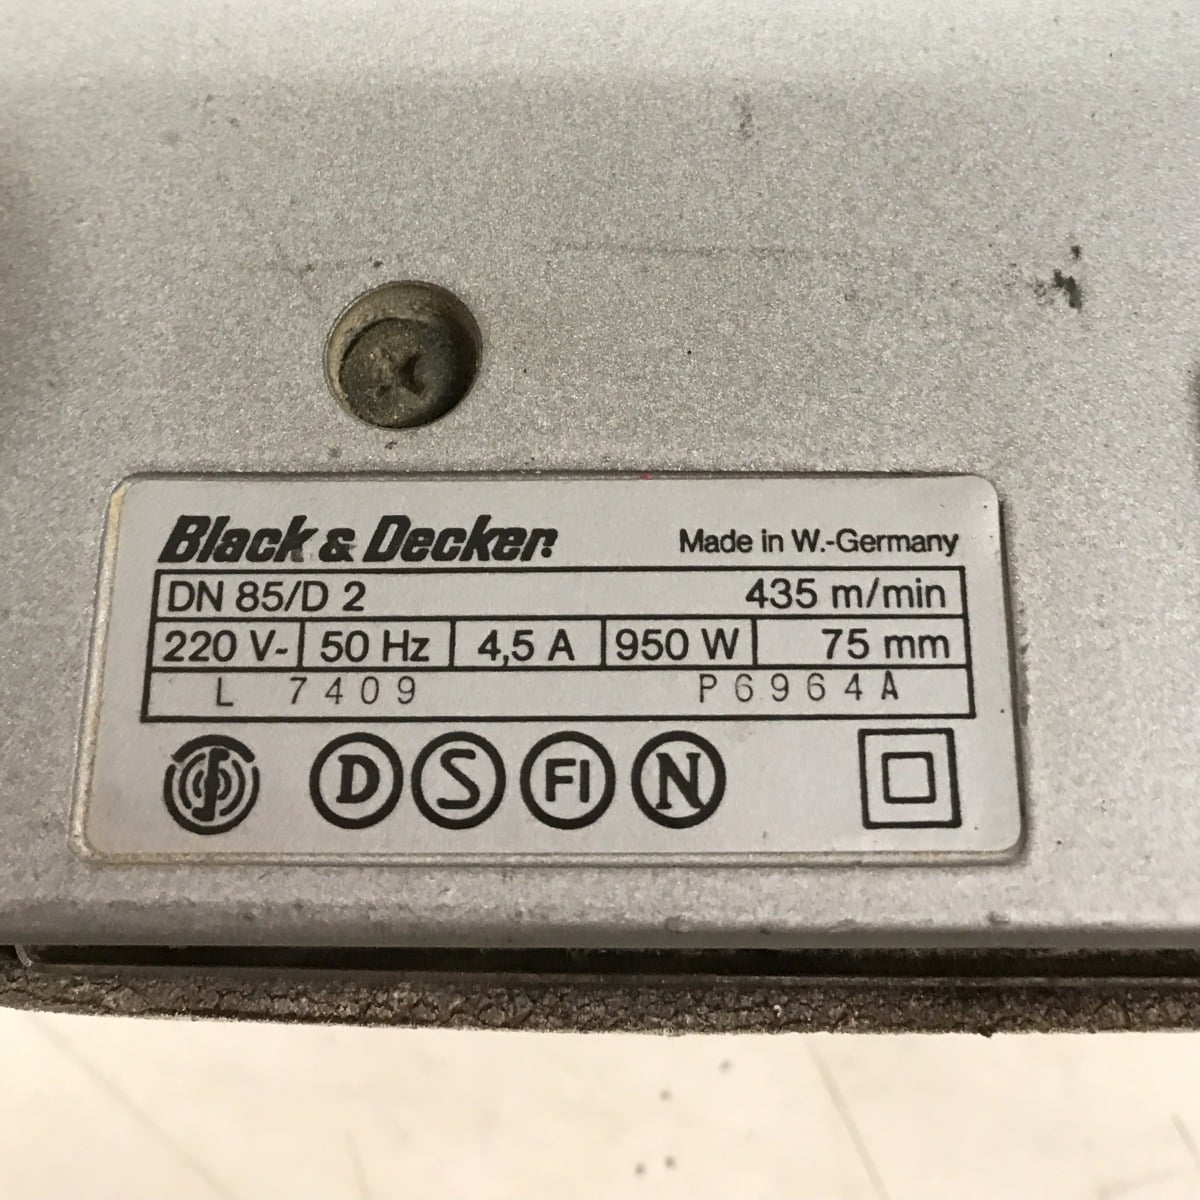 Black & Decker.
Made in W.-Germany
DN 85/D 2 435 m/min
220 V~ 50 Hz 4,5 A 950 W 75 mm
L 7409 P6964A
D S FI N